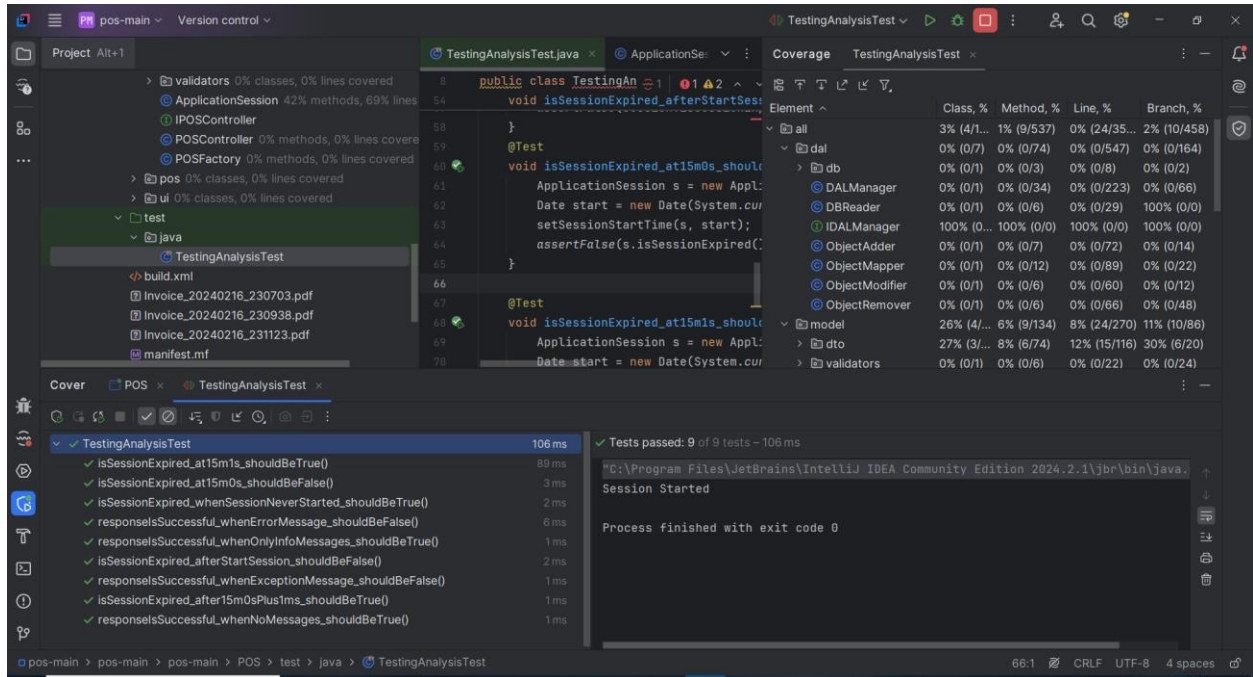 PM pos-main Version control TestingAnalysisTest
Project Alt+1
validators 0% classes, 0% lines covered
ApplicationSession 42% methods, 69% lines
IPOSController
POSController 0% methods, 0% lines covere
POSFactory 0% methods, 0% lines covered
pos 0% classes, 0% lines covered
ui 0% classes, 0% lines covered
test
java
TestingAnalysisTest
build.xml
Invoice_20240216_230703.pdf
Invoice_20240216_230938.pdf
Invoice_20240216_231123.pdf
manifest.mf
TestingAnalysisTest.java ApplicationSes
8 public class TestingAn 1 1 2
54 void isSessionExpired_afterStartSess
58 }
59 @Test
60 void isSessionExpired_at15m0s_should
61 ApplicationSession s = new Appl
62 Date start = new Date(System.cur
63 setSessionStartTime(s, start);
64 assertFalse(s.isSessionExpired()
65 }
66
67 @Test
68 void isSessionExpired_at15m1s_should
69 ApplicationSession s = new Appl
70 Date start = new Date(System.cur
Coverage TestingAnalysisTest
Element Class, % Method, % Line, % Branch, %
all 3% (4/1... 1% (9/537) 0% (24/35... 2% (10/458)
dal 0% (0/7) 0% (0/74) 0% (0/547) 0% (0/164)
db 0% (0/1) 0% (0/3) 0% (0/8) 0% (0/2)
DALManager 0% (0/1) 0% (0/34) 0% (0/223) 0% (0/66)
DBReader 0% (0/1) 0% (0/6) 0% (0/29) 100% (0/0)
IDALManager 100% (0... 100% (0/0) 100% (0/0) 100% (0/0)
ObjectAdder 0% (0/1) 0% (0/7) 0% (0/72) 0% (0/14)
ObjectMapper 0% (0/1) 0% (0/12) 0% (0/89) 0% (0/22)
ObjectModifier 0% (0/1) 0% (0/6) 0% (0/60) 0% (0/12)
ObjectRemover 0% (0/1) 0% (0/6) 0% (0/66) 0% (0/48)
model 26% (4/... 6% (9/134) 8% (24/270) 11% (10/86)
dto 27% (3/... 8% (6/74) 12% (15/116) 30% (6/20)
validators 0% (0/1) 0% (0/6) 0% (0/22) 0% (0/24)
Cover POS TestingAnalysisTest
TestingAnalysisTest 106 ms
isSessionExpired_at15m1s_shouldBeTrue() 89 ms
isSessionExpired_at15m0s_shouldBeFalse() 3 ms
isSessionExpired_whenSessionNeverStarted_shouldBeTrue() 2 ms
responseIsSuccessful_whenErrorMessage_shouldBeFalse() 6 ms
responseIsSuccessful_whenOnlyInfoMessages_shouldBeTrue() 1 ms
isSessionExpired_afterStartSession_shouldBeFalse() 2 ms
responseIsSuccessful_whenExceptionMessage_shouldBeFalse() 1 ms
isSessionExpired_after15m0sPlus1ms_shouldBeTrue() 1 ms
responseIsSuccessful_whenNoMessages_shouldBeTrue() 1 ms
Tests passed: 9 of 9 tests – 106 ms
"C:\Program Files\JetBrains\IntelliJ IDEA Community Edition 2024.2.1\jbr\bin\java.
Session Started
Process finished with exit code 0
pos-main > pos-main > pos-main > POS > test > java > TestingAnalysisTest 66:1 CRLF UTF-8 4 spaces